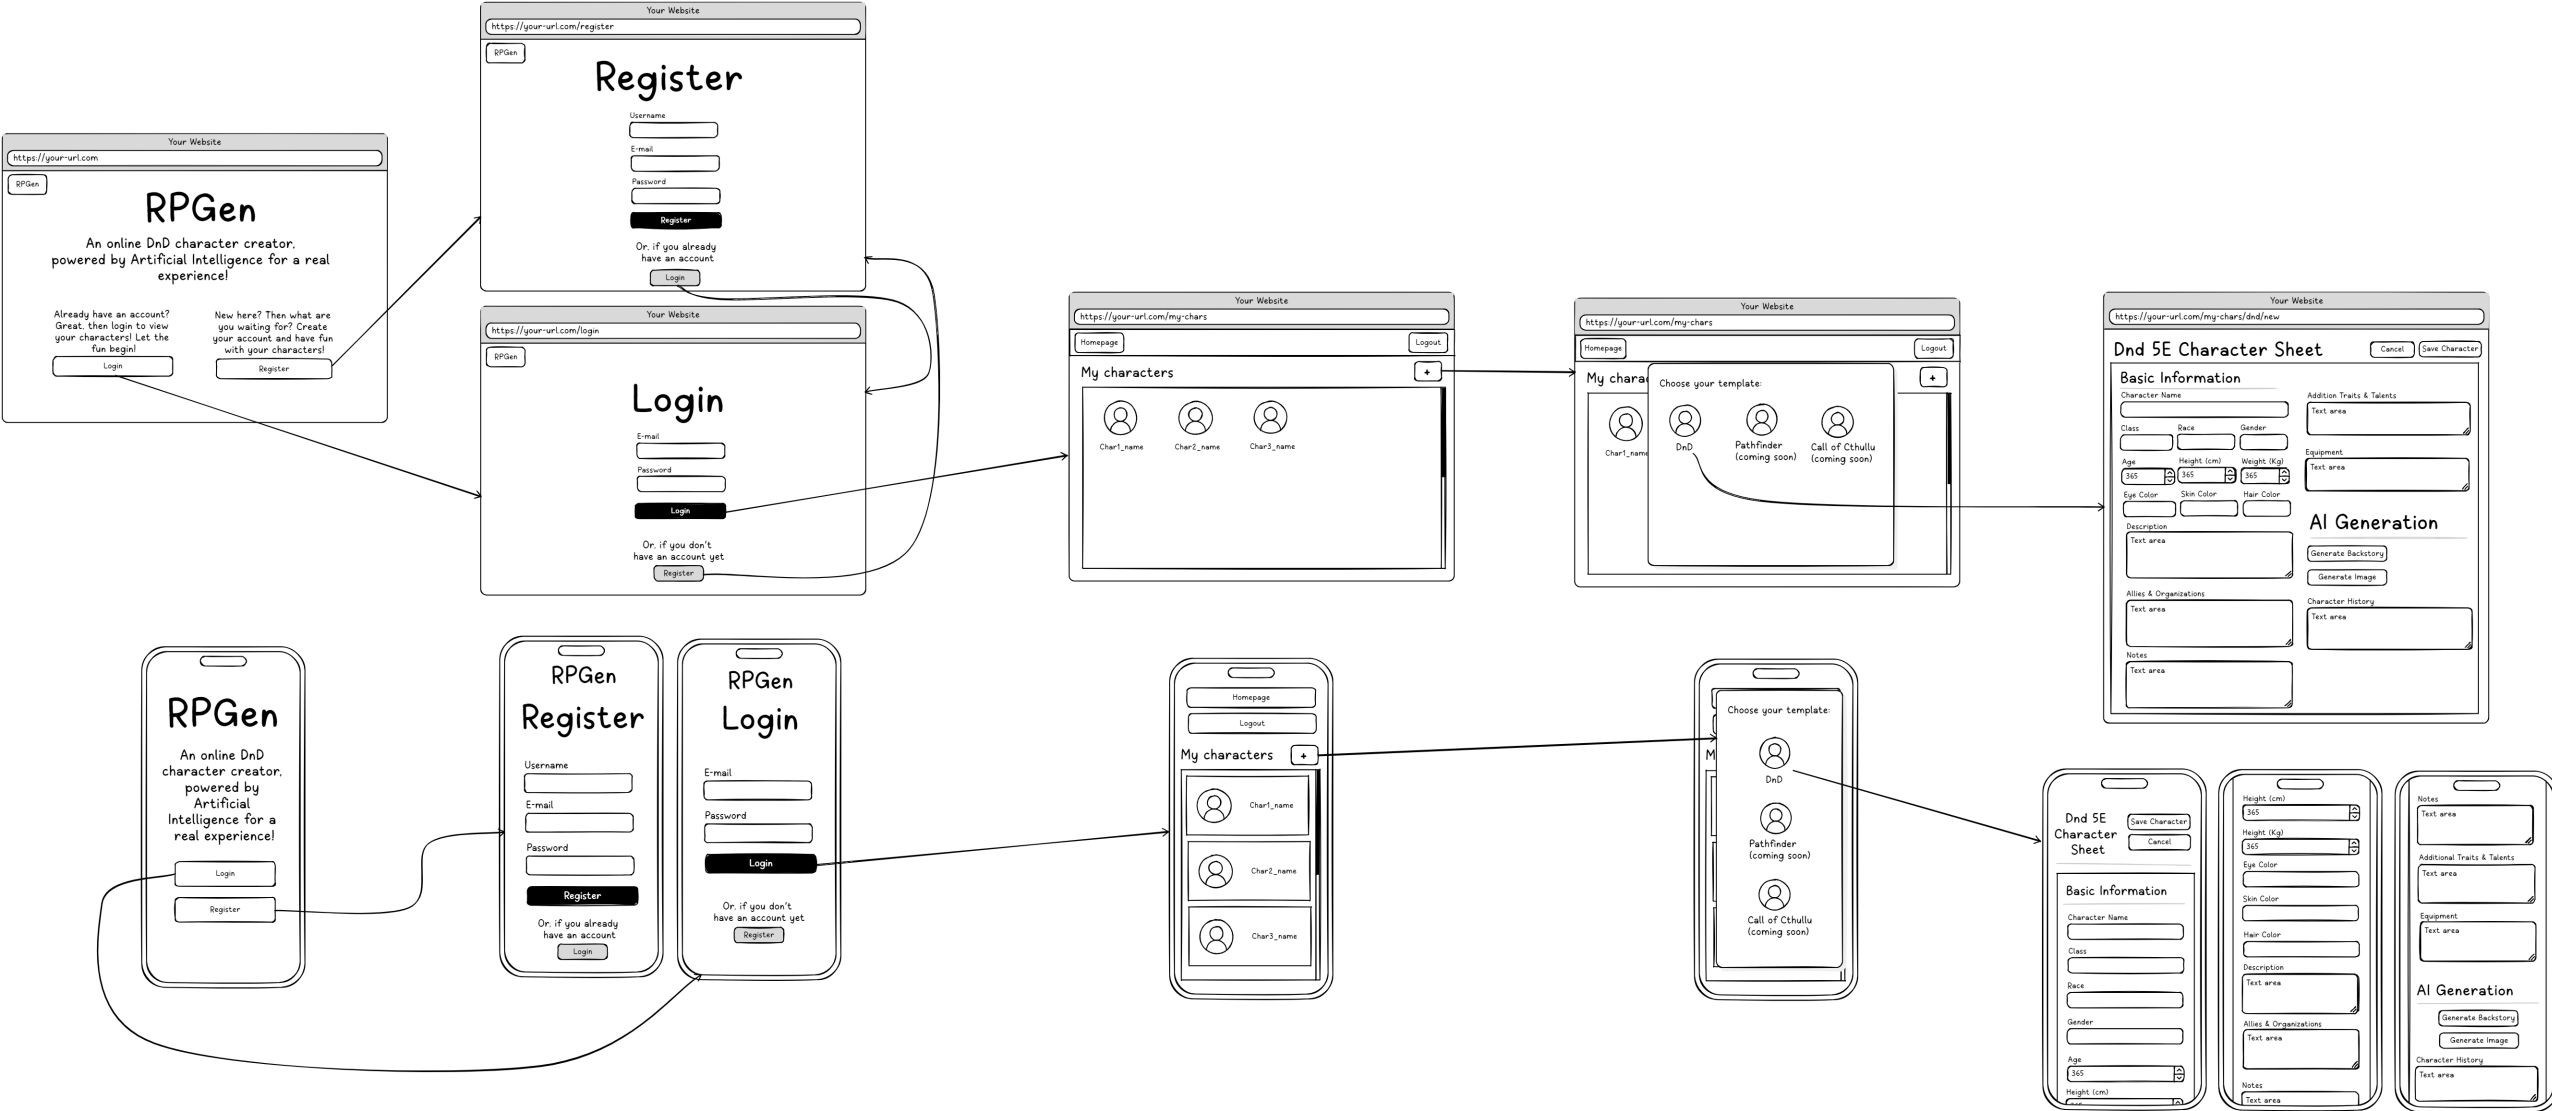 Your Website
https://your-url.com
RPGen
RPGen
An online DnD character creator,
powered by Artificial Intelligence for a real
experience!
Already have an account?
Great, then login to view
your characters! Let the
fun begin!
Login
New here? Then what are
you waiting for? Create
your account and have fun
with your characters!
Register
Your Website
https://your-url.com/register
RPGen
Register
Username
E-mail
Password
Register
Or, if you already
have an account
Login
Your Website
https://your-url.com/login
RPGen
Login
E-mail
Password
Login
Or, if you don't
have an account yet
Register
Your Website
https://your-url.com/my-chars
Homepage
Logout
My characters
+
Char1_name
Char2_name
Char3_name
Your Website
https://your-url.com/my-chars
Homepage
Logout
My charac
+
Char1_name
Choose your template:
DnD
Pathfinder
(coming soon)
Call of Cthullu
(coming soon)
Your Website
https://your-url.com/my-chars/dnd/new
Dnd 5E Character Sheet
Cancel
Save Character
Basic Information
Character Name
Class
Race
Gender
Age
Height (cm)
Weight (Kg)
365
365
365
Eye Color
Skin Color
Hair Color
Description
Text area
Allies & Organizations
Text area
Notes
Text area
Addition Traits & Talents
Text area
Equipment
Text area
AI Generation
Generate Backstory
Generate Image
Character History
Text area
RPGen
An online DnD
character creator,
powered by
Artificial
Intelligence for a
real experience!
Login
Register
RPGen
Register
Username
E-mail
Password
Register
Or, if you already
have an account
Login
RPGen
Login
E-mail
Password
Login
Or, if you don't
have an account yet
Register
Homepage
Logout
My characters
+
Char1_name
Char2_name
Char3_name
M
Choose your template:
DnD
Pathfinder
(coming soon)
Call of Cthullu
(coming soon)
Dnd 5E
Character
Sheet
Save Character
Cancel
Basic Information
Character Name
Class
Race
Gender
Age
365
Height (cm)
Height (cm)
365
Height (Kg)
365
Eye Color
Skin Color
Hair Color
Description
Text area
Allies & Organizations
Text area
Notes
Text area
Notes
Text area
Additional Traits & Talents
Text area
Equipment
Text area
AI Generation
Generate Backstory
Generate Image
Character History
Text area